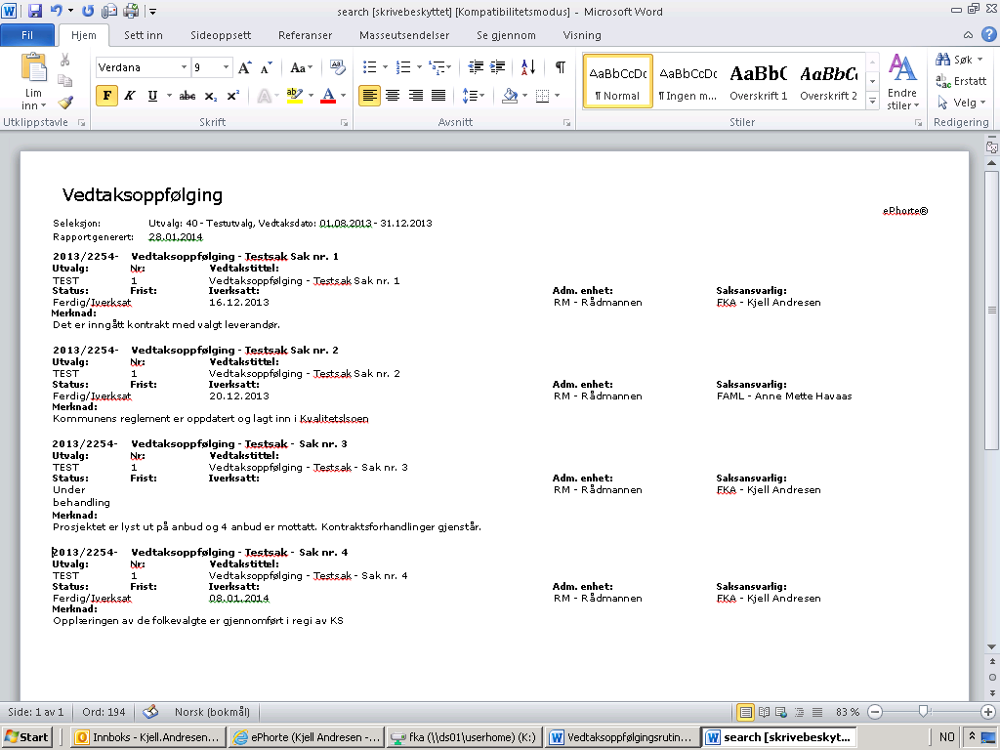 search [skrivebeskyttet] [Kompatibilitetsmodus] - Microsoft Word
Fil Hjem Sett inn Sideoppsett Referanser Masseutsendelser Se gjennom Visning
Lim inn
Verdana 9
F K U abc x₂ x² Aa
AaBbCcDc AaBbCcDc AaBbC AaBbCc
¶ Normal ¶ Ingen m... Overskrift 1 Overskrift 2
Endre stiler
Søk
Erstatt
Velg
Utklippstavle Skrift Avsnitt Stiler Redigering
Vedtaksoppfølging
ePhorte®
Seleksjon: Utvalg: 40 - Testutvalg, Vedtaksdato: 01.08.2013 - 31.12.2013
Rapport generert: 28.01.2014
2013/2254- Vedtaksoppfølging - Testsak Sak nr. 1
Utvalg: Nr: Vedtakstittel:
TEST 1 Vedtaksoppfølging - Testsak Sak nr. 1
Status: Frist: Iverksatt: Adm. enhet: Saksansvarlig:
Ferdig/Iverksat 16.12.2013 RM - Rådmannen FKA - Kjell Andresen
Merknad:
Det er inngått kontrakt med valgt leverandør.
2013/2254- Vedtaksoppfølging - Testsak Sak nr. 2
Utvalg: Nr: Vedtakstittel:
TEST 1 Vedtaksoppfølging - Testsak Sak nr. 2
Status: Frist: Iverksatt: Adm. enhet: Saksansvarlig:
Ferdig/Iverksat 20.12.2013 RM - Rådmannen FAML - Anne Mette Havaas
Merknad:
Kommunens reglement er oppdatert og lagt inn i Kvalitetslsoen
2013/2254- Vedtaksoppfølging - Testsak - Sak nr. 3
Utvalg: Nr: Vedtakstittel:
TEST 1 Vedtaksoppfølging - Testsak - Sak nr. 3
Status: Frist: Iverksatt: Adm. enhet: Saksansvarlig:
Under RM - Rådmannen FKA - Kjell Andresen
behandling
Merknad:
Prosjektet er lyst ut på anbud og 4 anbud er mottatt. Kontraktsforhandlinger gjenstår.
2013/2254- Vedtaksoppfølging - Testsak - Sak nr. 4
Utvalg: Nr: Vedtakstittel:
TEST 1 Vedtaksoppfølging - Testsak - Sak nr. 4
Status: Frist: Iverksatt: Adm. enhet: Saksansvarlig:
Ferdig/Iverksat 08.01.2014 RM - Rådmannen FKA - Kjell Andresen
Merknad:
Opplæringen av de folkevalgte er gjennomført i regi av KS
Side: 1 av 1 Ord: 194 Norsk (bokmål) 83 %
Start Innboks - Kjell.Andresen... ePhorte (Kjell Andresen -... fka (\\ds01\userhome) (K:) Vedtaksoppfølgingsrutin... search [skrivebeskyt... NO